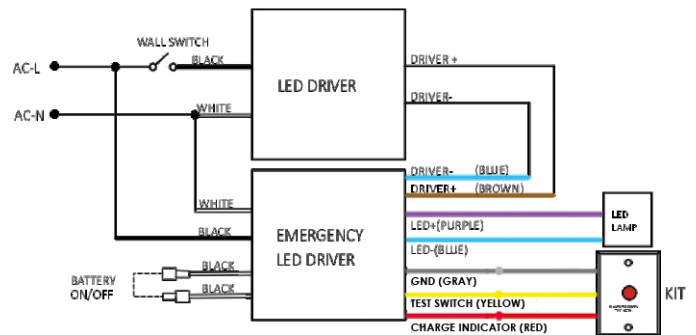 WALL SWITCH
AC-L
BLACK
DRIVER +
LED DRIVER
DRIVER-
WHITE
AC-N
DRIVER- (BLUE)
DRIVER+ (BROWN)
WHITE
LED+(PURPLE)
LED
LAMP
BLACK
EMERGENCY
LED DRIVER
LED-(BLUE)
BATTERY
ON/OFF
BLACK
BLACK
GND (GRAY)
KIT
TEST SWITCH (YELLOW)
CHARGE INDICATOR (RED)